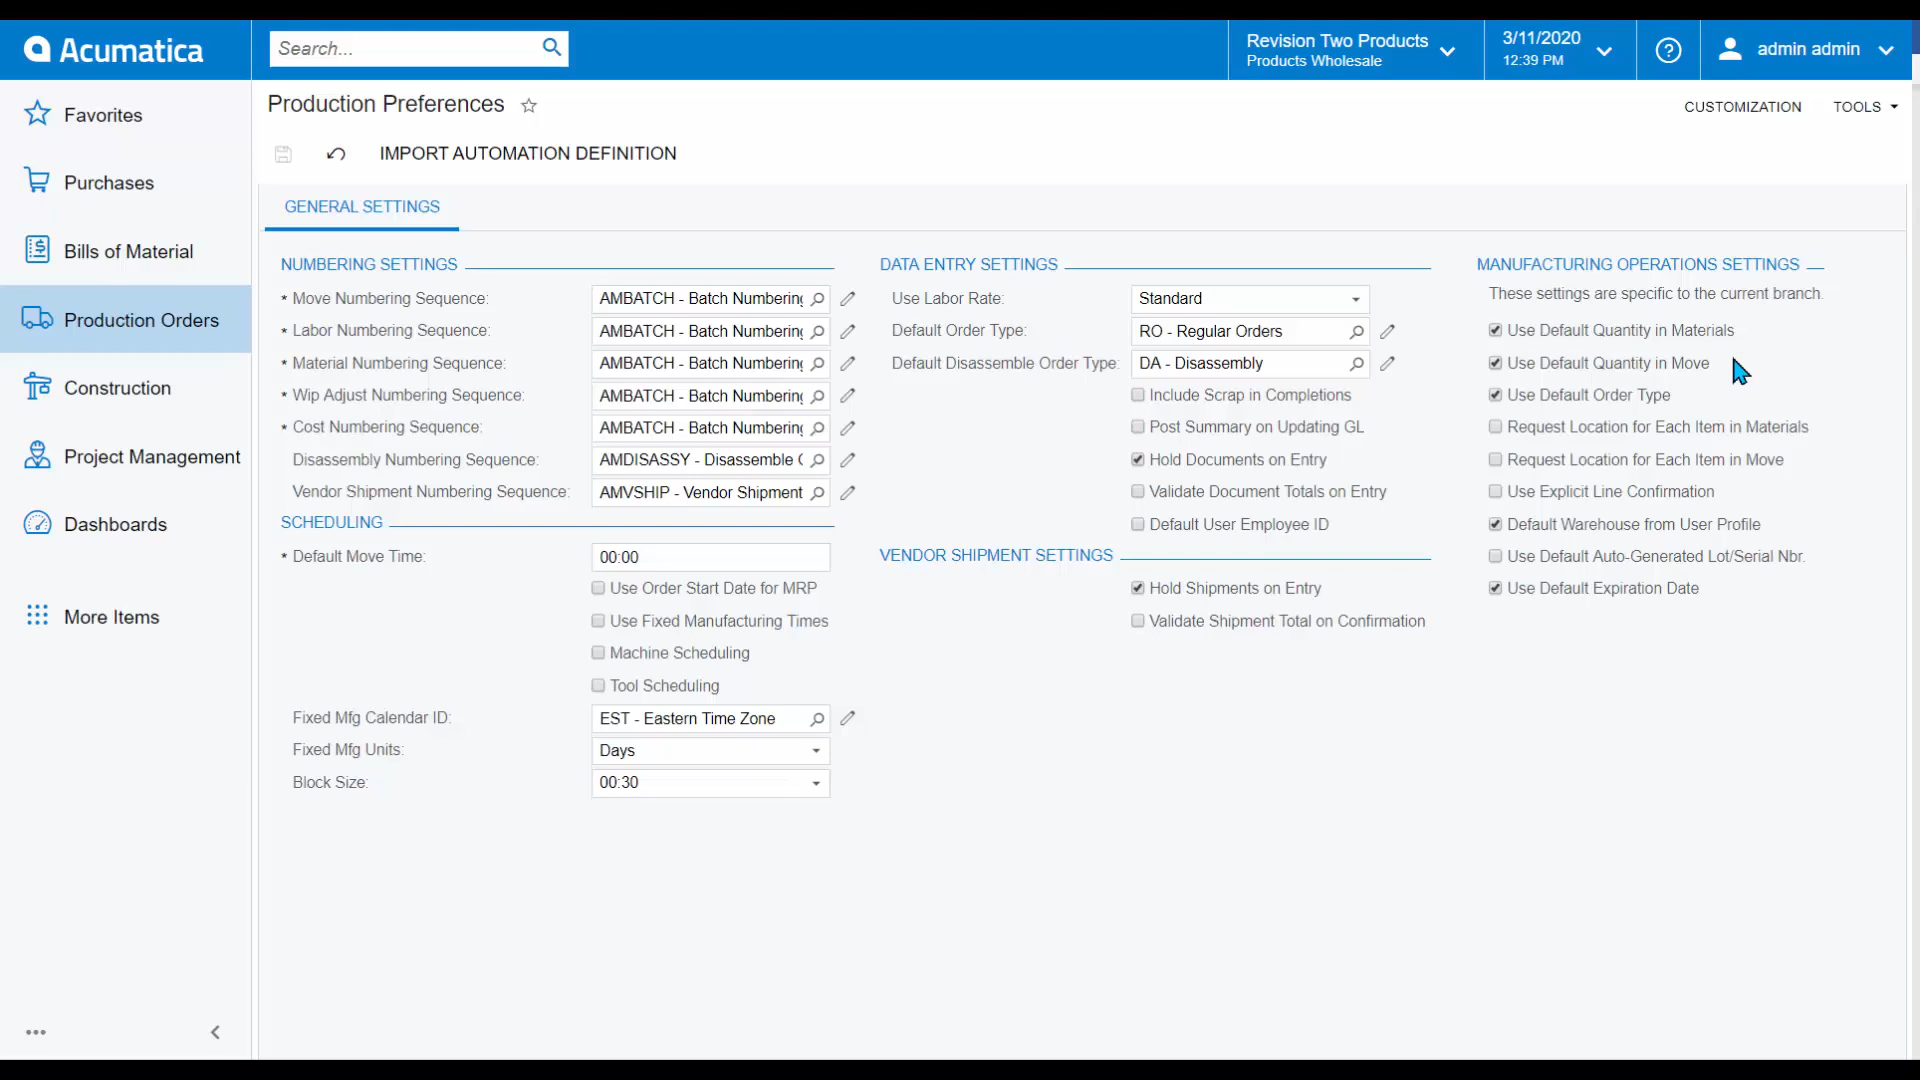 Acumatica
Search...
Revision Two Products
Products Wholesale
3/11/2020
12:39 PM
admin admin
Favorites
Purchases
Bills of Material
Production Orders
Construction
Project Management
Dashboards
More Items
Production Preferences
CUSTOMIZATION
TOOLS
IMPORT AUTOMATION DEFINITION
GENERAL SETTINGS
NUMBERING SETTINGS
* Move Numbering Sequence: AMBATCH - Batch Numbering
* Labor Numbering Sequence: AMBATCH - Batch Numbering
* Material Numbering Sequence: AMBATCH - Batch Numbering
* Wip Adjust Numbering Sequence: AMBATCH - Batch Numbering
* Cost Numbering Sequence: AMBATCH - Batch Numbering
Disassembly Numbering Sequence: AMDISASSY - Disassemble
Vendor Shipment Numbering Sequence: AMVSHIP - Vendor Shipment
SCHEDULING
* Default Move Time: 00:00
Use Order Start Date for MRP
Use Fixed Manufacturing Times
Machine Scheduling
Tool Scheduling
Fixed Mfg Calendar ID: EST - Eastern Time Zone
Fixed Mfg Units: Days
Block Size: 00:30
DATA ENTRY SETTINGS
Use Labor Rate: Standard
Default Order Type: RO - Regular Orders
Default Disassemble Order Type: DA - Disassembly
Include Scrap in Completions
Post Summary on Updating GL
Hold Documents on Entry
Validate Document Totals on Entry
Default User Employee ID
VENDOR SHIPMENT SETTINGS
Hold Shipments on Entry
Validate Shipment Total on Confirmation
MANUFACTURING OPERATIONS SETTINGS
These settings are specific to the current branch.
Use Default Quantity in Materials
Use Default Quantity in Move
Use Default Order Type
Request Location for Each Item in Materials
Request Location for Each Item in Move
Use Explicit Line Confirmation
Default Warehouse from User Profile
Use Default Auto-Generated Lot/Serial Nbr.
Use Default Expiration Date